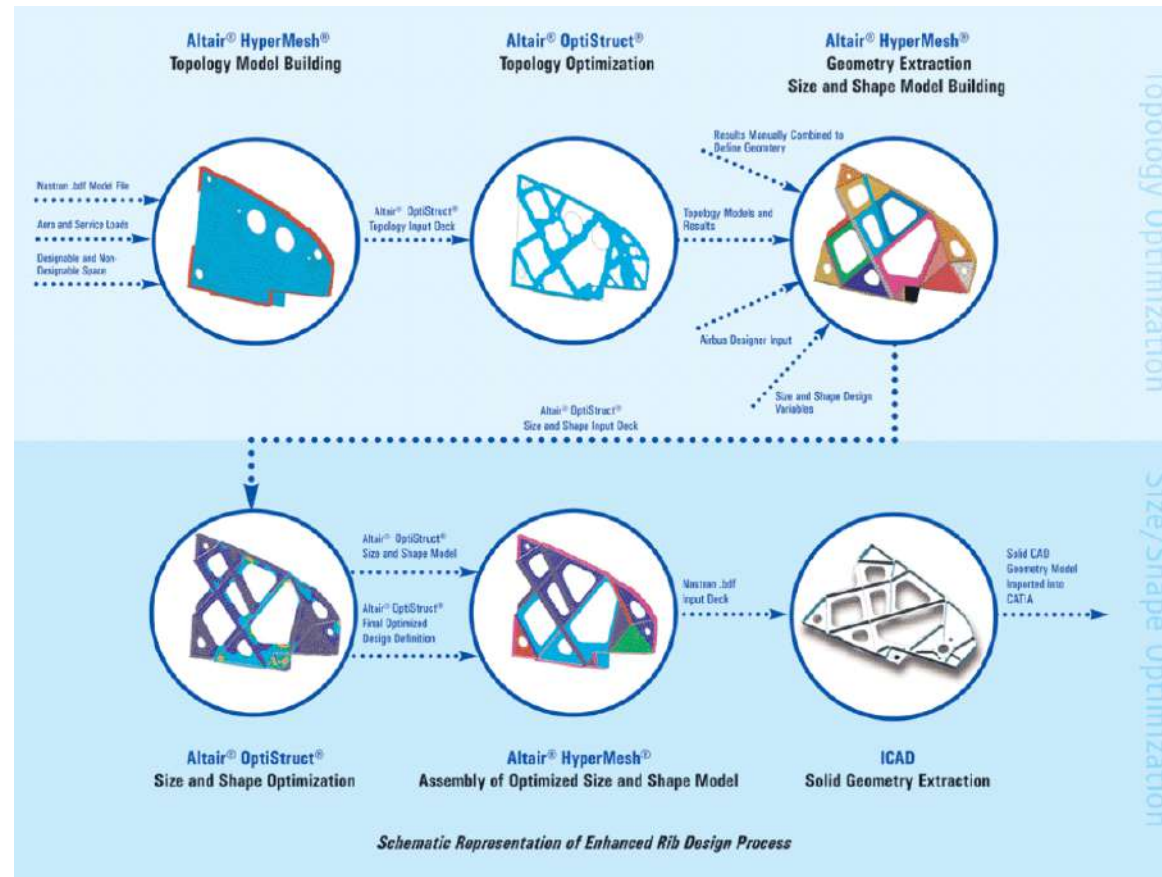 Altair® HyperMesh®
Topology Model Building
Altair® OptiStruct®
Topology Optimization
Altair® HyperMesh®
Geometry Extraction
Size and Shape Model Building
Topology Optimization
Nastran .bdf Model File
Aero and Service Loads
Designable and Non-
Designable Space
Altair® OptiStruct®
Topology Input Deck
Results Manually Combined to
Define Geometery
Topology Models and
Results
Airbus Designer Input
Size and Shape Design
Variables
Altair® OptiStruct®
Size and Shape Input Deck
Size/Shape Optimization
Altair® OptiStruct®
Size and Shape Model
Altair® OptiStruct®
Final Optimized
Design Definition
Nastran .bdf
Input Deck
Solid CAD
Geometry Model
Imported into
CATIA
Altair® OptiStruct®
Size and Shape Optimization
Altair® HyperMesh®
Assembly of Optimized Size and Shape Model
ICAD
Solid Geometry Extraction
Schematic Representation of Enhanced Rib Design Process